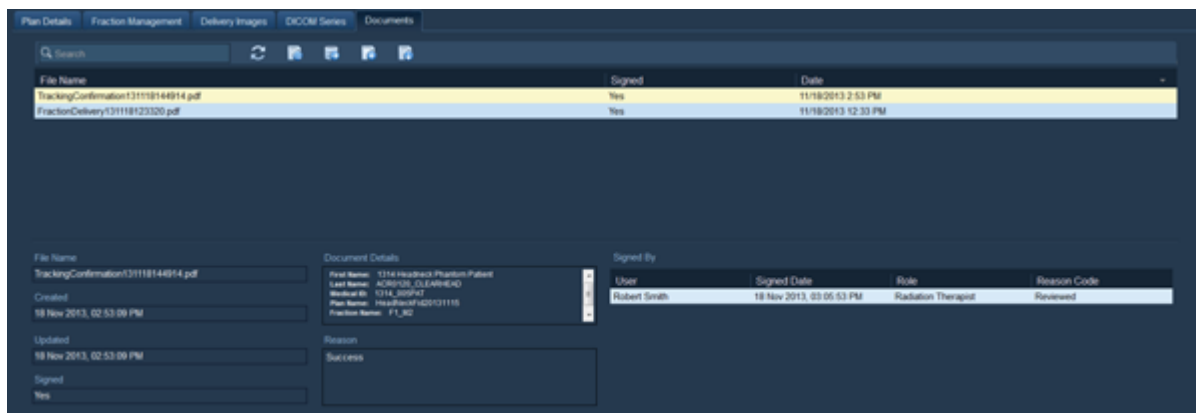 Plan Details Fraction Management Delivery Images DICOM Series Documents
Search
File Name Signed Date
TrackingConfirmation131118144914.pdf Yes 11/18/2013 2:53 PM
FractionDelivery131118123320.pdf Yes 11/18/2013 12:33 PM
File Name
TrackingConfirmation131118144914.pdf
Created
18 Nov 2013, 02:53:09 PM
Updated
18 Nov 2013, 02:53:09 PM
Signed
Yes
Document Details
First Name: 1314 Headneck Phantom Patient
Last Name: ACR0120_CLEARHEAD
Medical ID: 1314_005PAT
Plan Name:
Fraction Name: F1_M2
Reason
Success
Signed By
User Signed Date Role Reason Code
Robert Smith 18 Nov 2013, 03:05:53 PM Radiation Therapist Reviewed